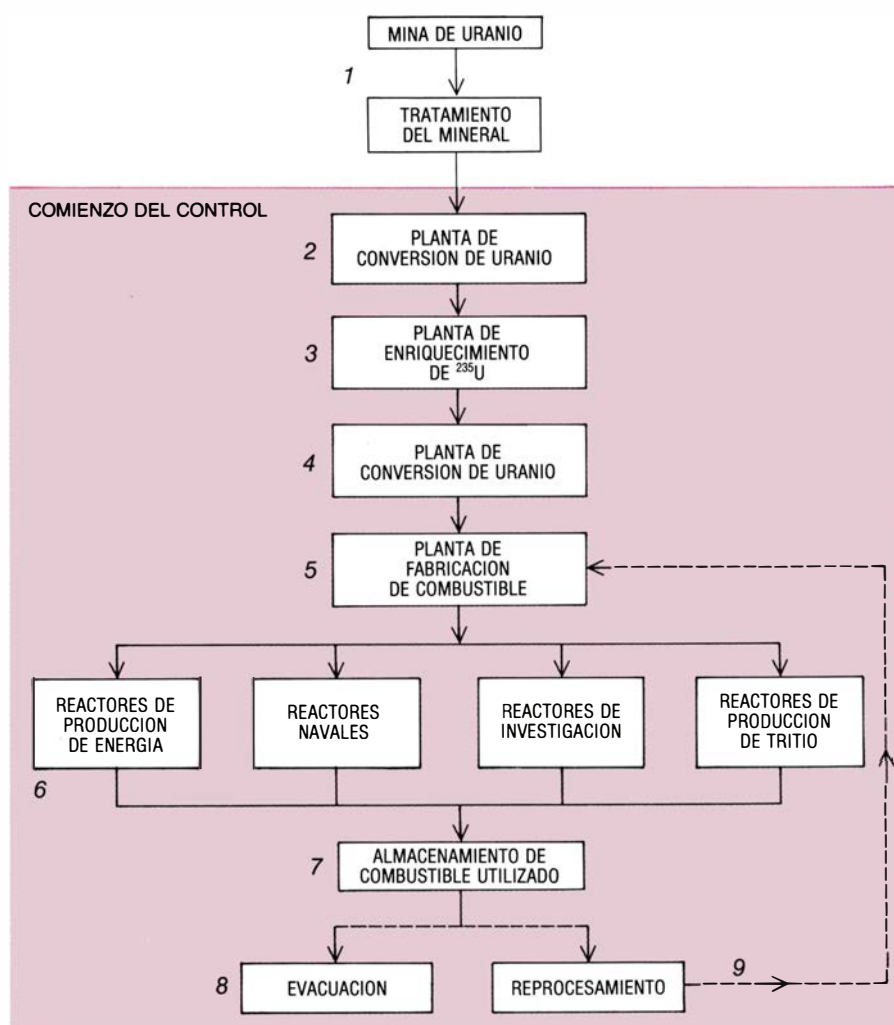 MINA DE URANIO
1
TRATAMIENTO
DEL MINERAL
COMIENZO DEL CONTROL
2
PLANTA DE
CONVERSION DE URANIO
3
PLANTA DE
ENRIQUECIMIENTO
DE ²³⁵U
4
PLANTA DE
CONVERSION DE URANIO
5
PLANTA DE
FABRICACION
DE COMBUSTIBLE
REACTORES DE
PRODUCCION
DE ENERGIA
REACTORES
NAVALES
REACTORES DE
INVESTIGACION
REACTORES DE
PRODUCCION
DE TRITIO
6
7
ALMACENAMIENTO DE
COMBUSTIBLE UTILIZADO
8
EVACUACION
REPROCESAMIENTO
9